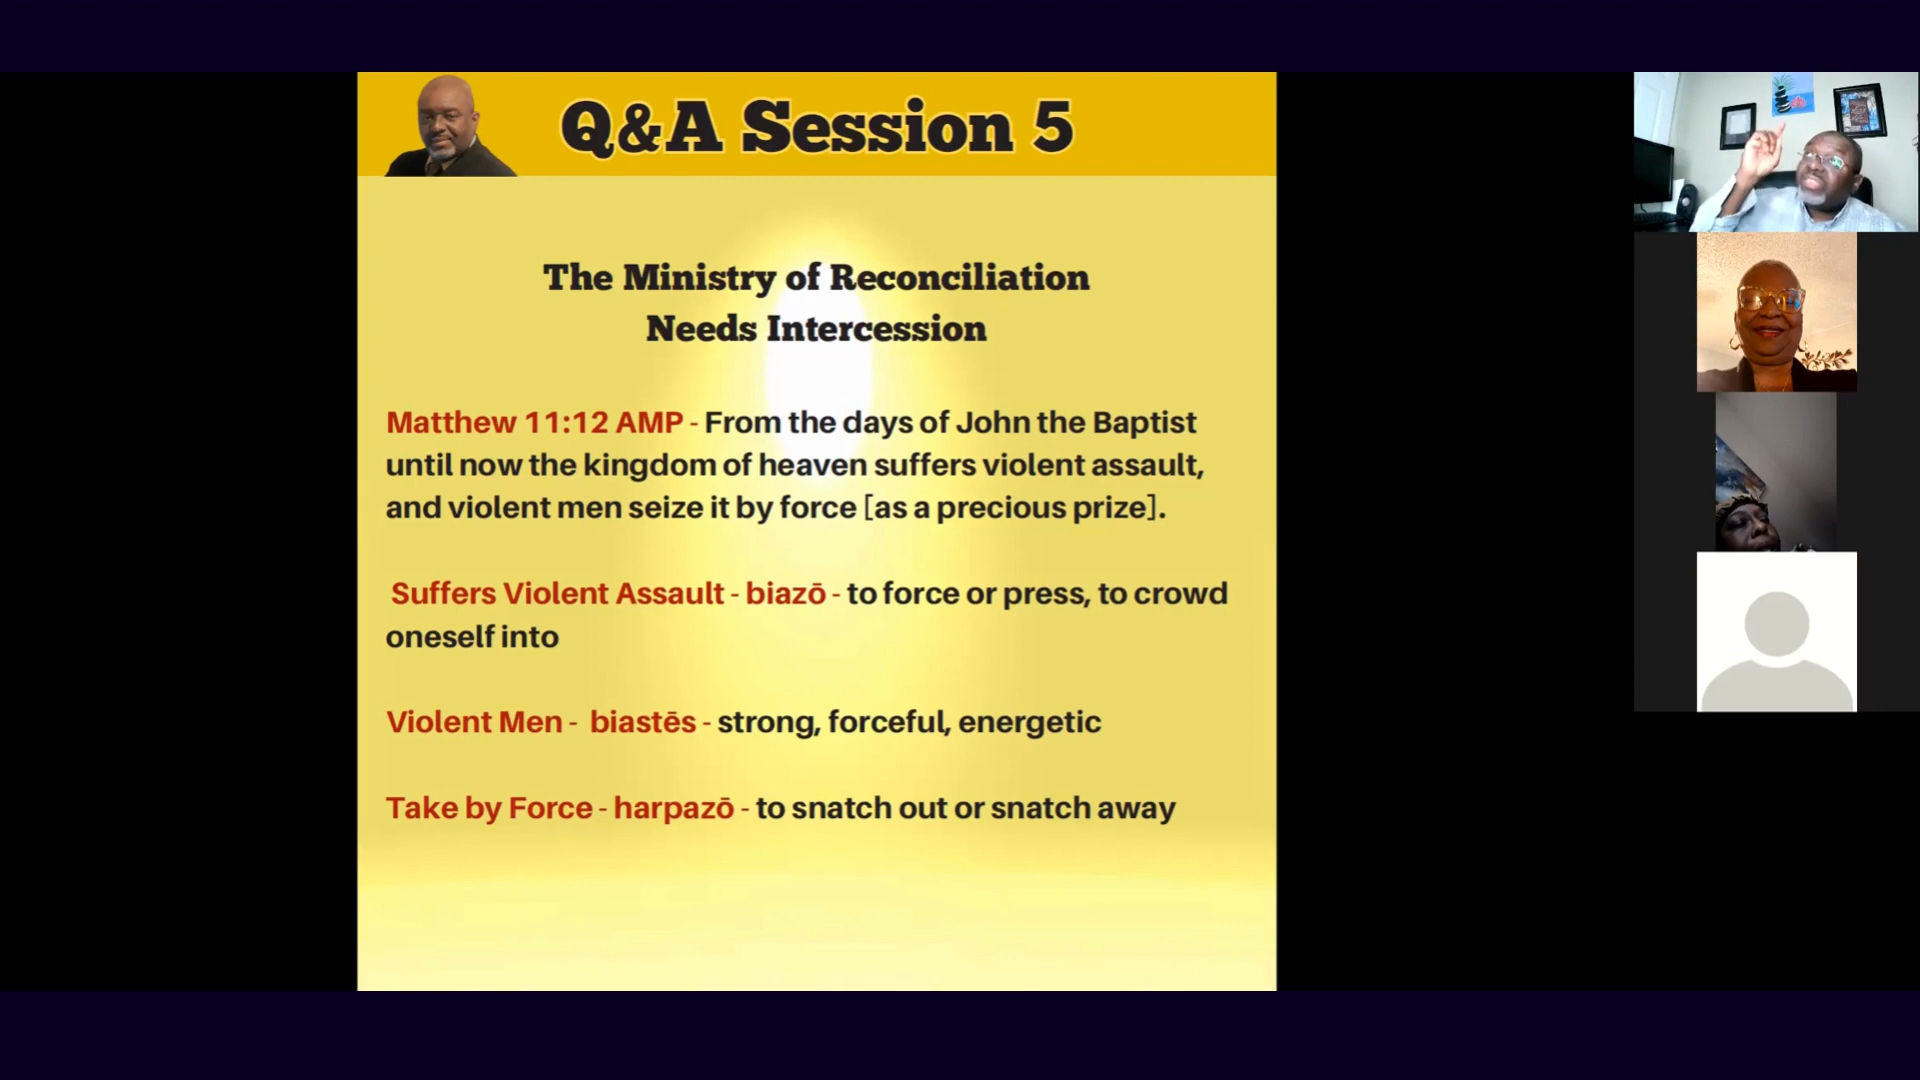 Q&A Session 5
The Ministry of Reconciliation
Needs Intercession
Matthew 11:12 AMP - From the days of John the Baptist
until now the kingdom of heaven suffers violent assault,
and violent men seize it by force [as a precious prize].
Suffers Violent Assault - biazō - to force or press, to crowd
oneself into
Violent Men - biastēs - strong, forceful, energetic
Take by Force - harpazō - to snatch out or snatch away